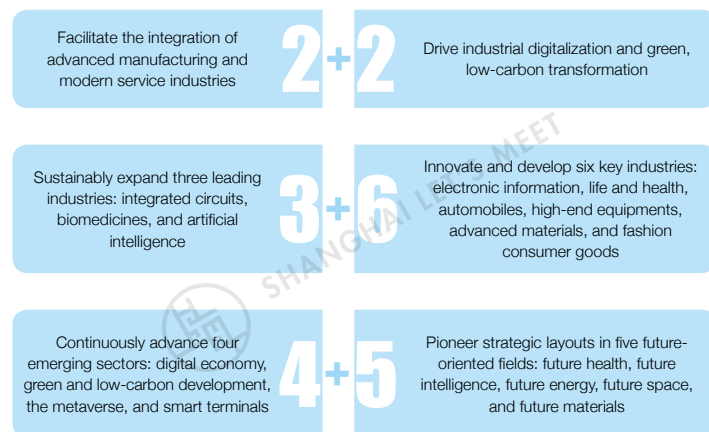 Facilitate the integration of
advanced manufacturing and
modern service industries
2+2
Drive industrial digitalization and green,
low-carbon transformation
Sustainably expand three leading
industries: integrated circuits,
biomedicines, and artificial
intelligence
3+6
Innovate and develop six key industries:
electronic information, life and health,
automobiles, high-end equipments,
advanced materials, and fashion
consumer goods
SHANGHAI LET'S MEET
Continuously advance four
emerging sectors: digital economy,
green and low-carbon development,
the metaverse, and smart terminals
4+5
Pioneer strategic layouts in five future-
oriented fields: future health, future
intelligence, future energy, future space,
and future materials